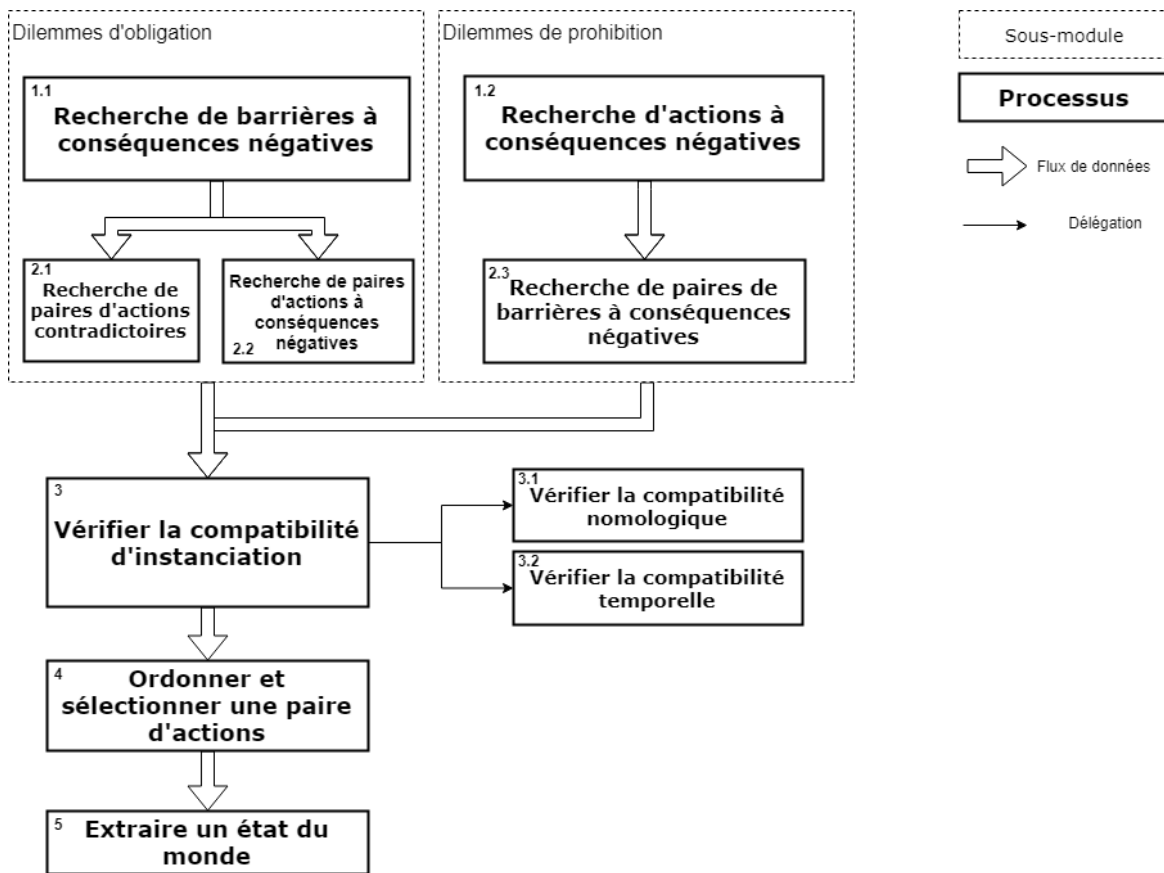 Dilemmes d'obligation
1.1
Recherche de barrières à
conséquences négatives
2.1
Recherche de
paires d'actions
contradictoires
Recherche de paires
d'actions à
conséquences
négatives
2.2
Dilemmes de prohibition
1.2
Recherche d'actions à
conséquences négatives
2.3
Recherche de paires de
barrières à conséquences
négatives
3
Vérifier la compatibilité
d'instanciation
3.1
Vérifier la compatibilité
nomologique
3.2
Vérifier la compatibilité
temporelle
4
Ordonner et
sélectionner une paire
d'actions
5
Extraire un état du
monde
Sous-module
Processus
Flux de données
Délégation